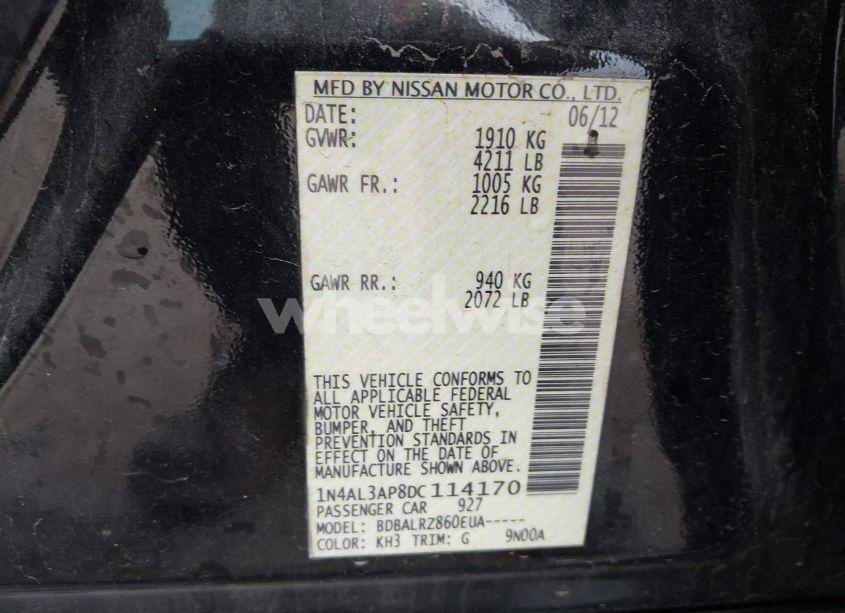 MFD BY NISSAN MOTOR CO., LTD.
DATE: 06/12
GVWR: 1910 KG
4211 LB
GAWR FR.: 1005 KG
2216 LB
GAWR RR.: 940 KG
2072 LB
wheelwise
THIS VEHICLE CONFORMS TO
ALL APPLICABLE FEDERAL
MOTOR VEHICLE SAFETY,
BUMPER, AND THEFT
PREVENTION STANDARDS IN
EFFECT ON THE DATE OF
MANUFACTURE SHOWN ABOVE.
1N4AL3AP8DC114170
PASSENGER CAR 927
MODEL: BDBALRZ860EUA-----
COLOR: KH3 TRIM: G 9N00A